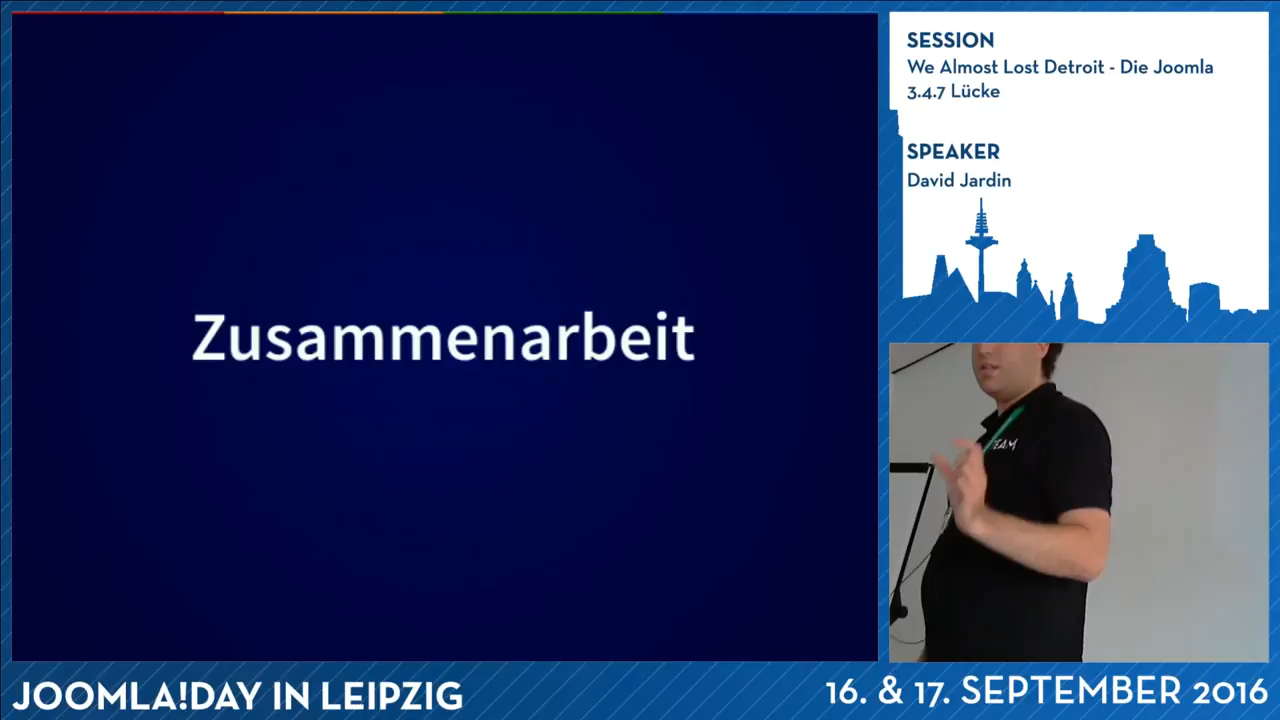 Zusammenarbeit
SESSION
We Almost Lost Detroit - Die Joomla
3.4.7 Lücke
SPEAKER
David Jardin
EAM
JOOMLA!DAY IN LEIPZIG
16. & 17. SEPTEMBER 2016